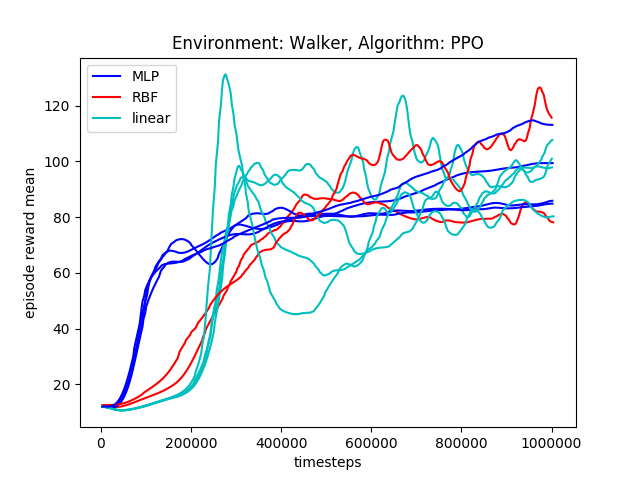 Environment: Walker, Algorithm: PPO
MLP
RBF
linear
episode reward mean
120
100
80
60
40
20
0
200000
400000
600000
800000
1000000
timesteps